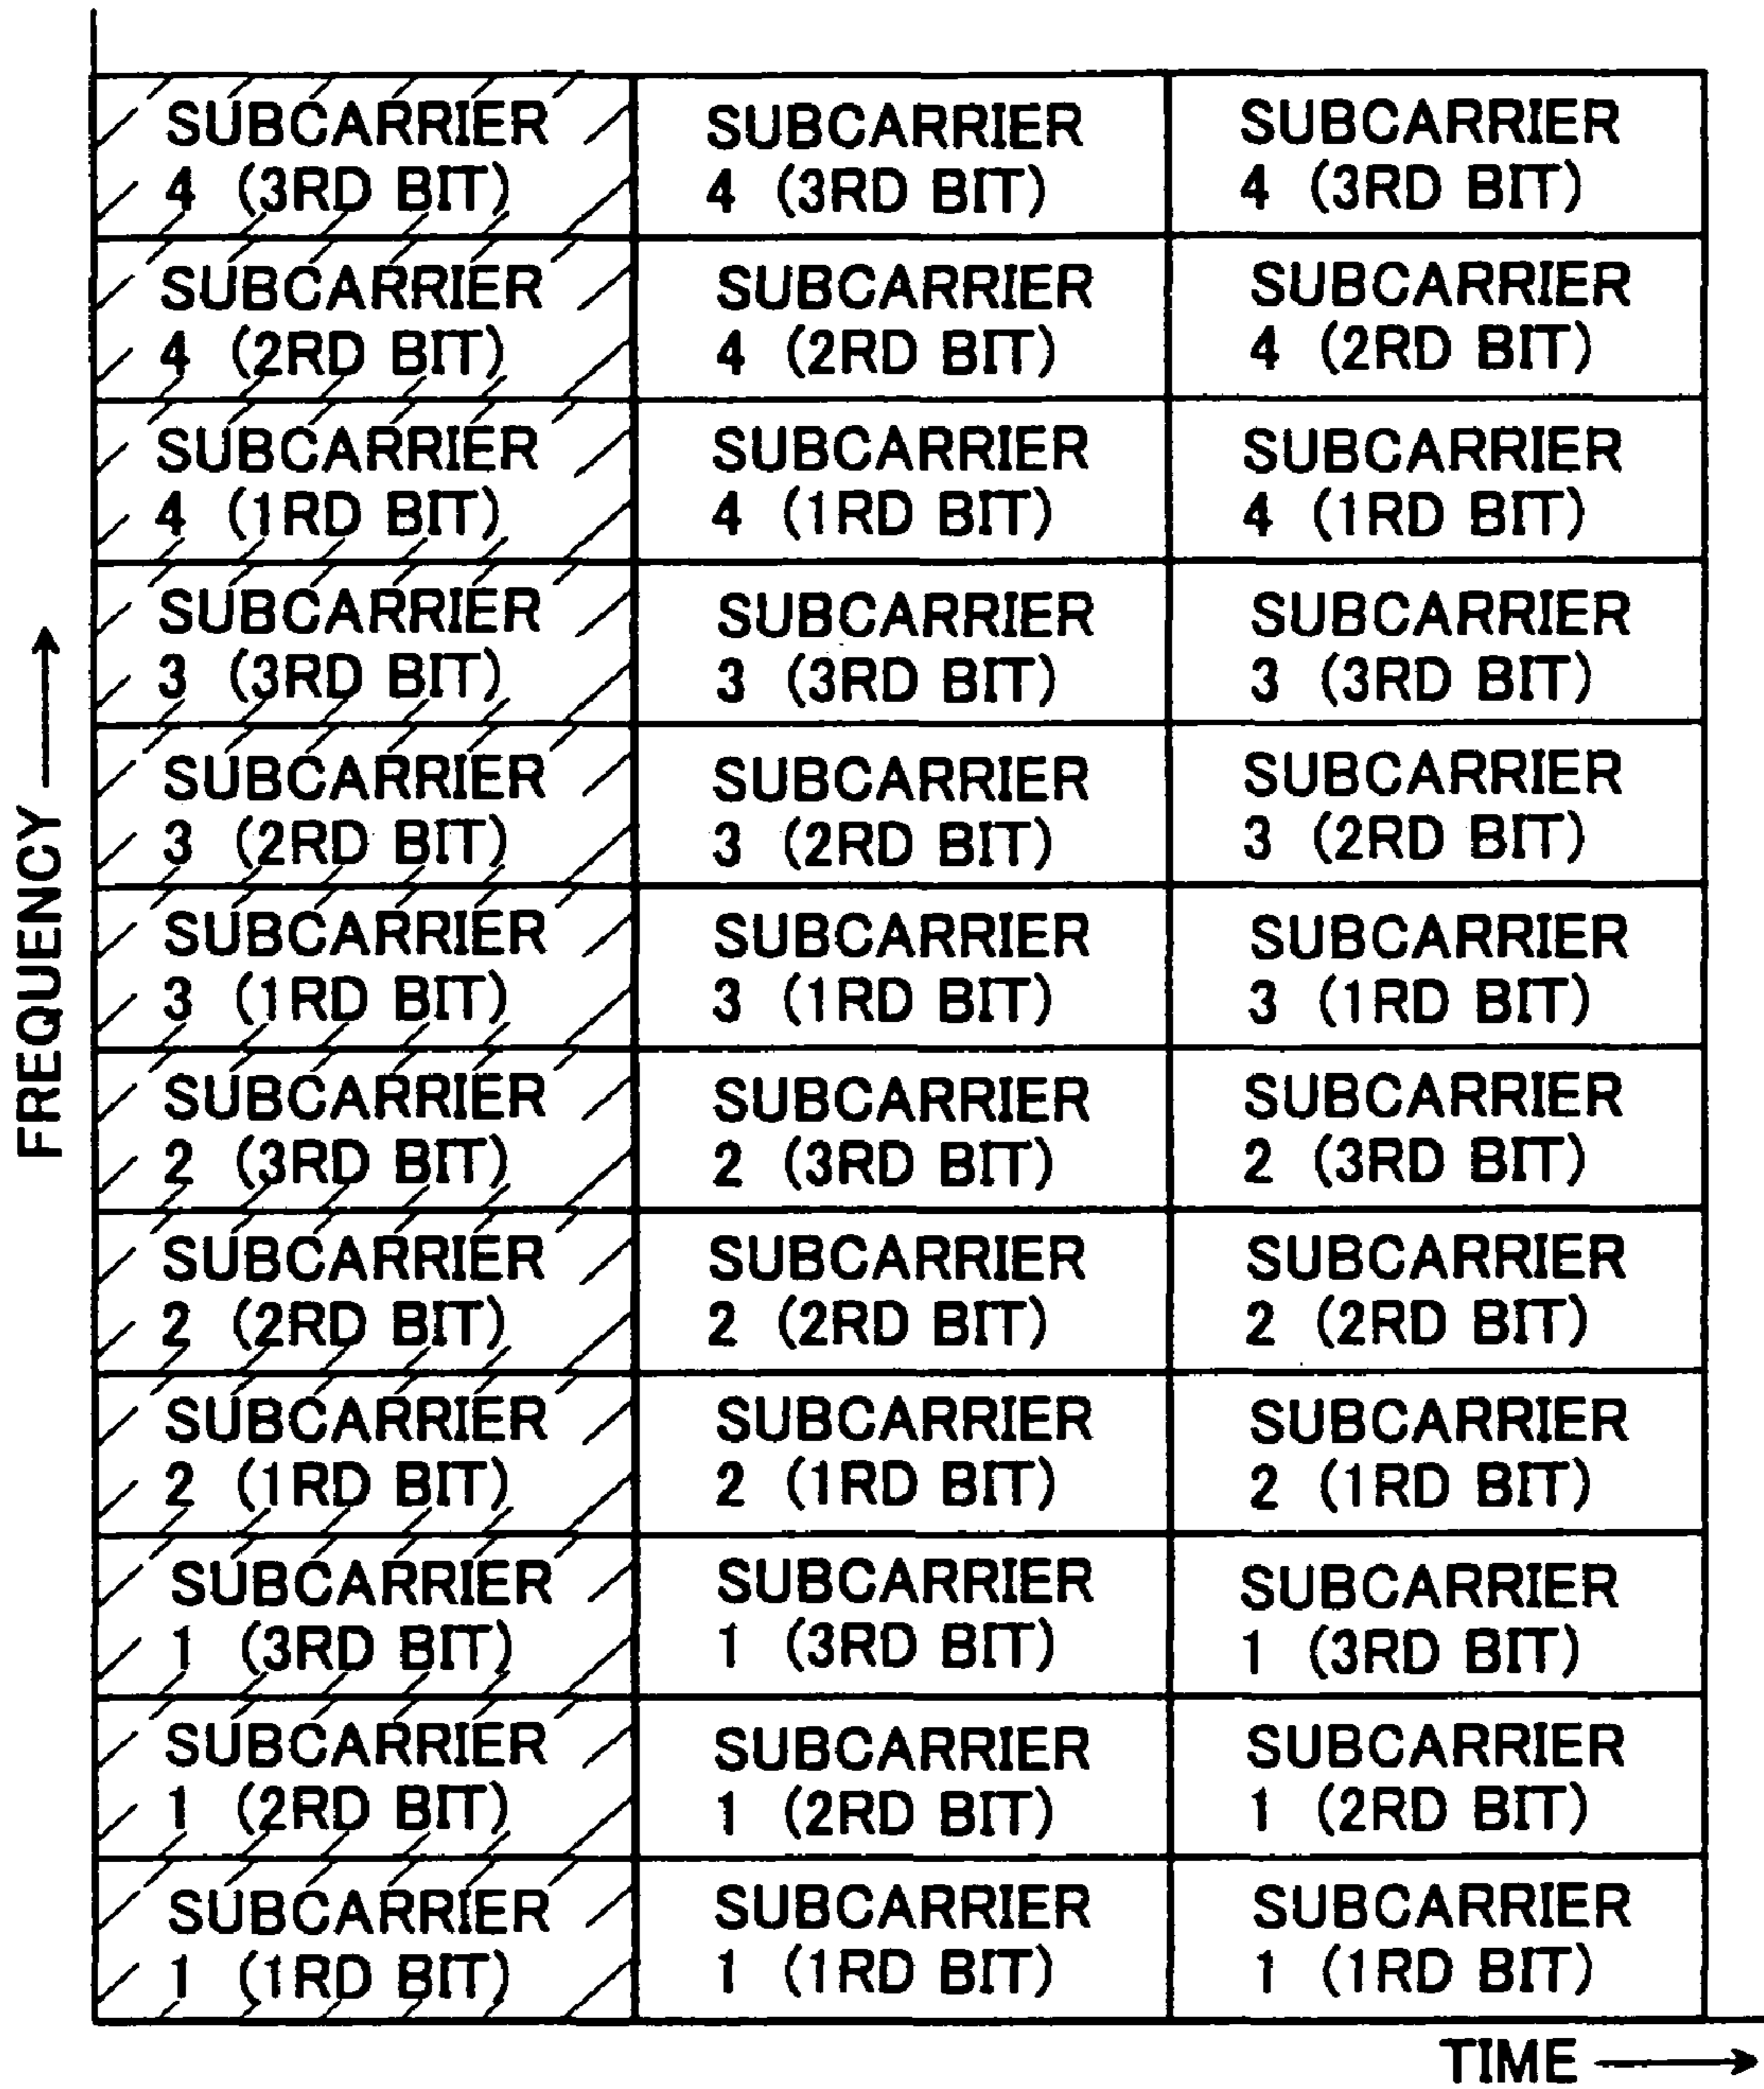 SUBCARRIER
4 (3RD BIT)
SUBCARRIER
4 (3RD BIT)
SUBCARRIER
4 (3RD BIT)
SUBCARRIER
4 (2RD BIT)
SUBCARRIER
4 (2RD BIT)
SUBCARRIER
4 (2RD BIT)
SUBCARRIER
4 (1RD BIT)
SUBCARRIER
4 (1RD BIT)
SUBCARRIER
4 (1RD BIT)
SUBCARRIER
3 (3RD BIT)
SUBCARRIER
3 (3RD BIT)
SUBCARRIER
3 (3RD BIT)
SUBCARRIER
3 (2RD BIT)
SUBCARRIER
3 (2RD BIT)
SUBCARRIER
3 (2RD BIT)
SUBCARRIER
3 (1RD BIT)
SUBCARRIER
3 (1RD BIT)
SUBCARRIER
3 (1RD BIT)
SUBCARRIER
2 (3RD BIT)
SUBCARRIER
2 (3RD BIT)
SUBCARRIER
2 (3RD BIT)
SUBCARRIER
2 (2RD BIT)
SUBCARRIER
2 (2RD BIT)
SUBCARRIER
2 (2RD BIT)
SUBCARRIER
2 (1RD BIT)
SUBCARRIER
2 (1RD BIT)
SUBCARRIER
2 (1RD BIT)
SUBCARRIER
1 (3RD BIT)
SUBCARRIER
1 (3RD BIT)
SUBCARRIER
1 (3RD BIT)
SUBCARRIER
1 (2RD BIT)
SUBCARRIER
1 (2RD BIT)
SUBCARRIER
1 (2RD BIT)
SUBCARRIER
1 (1RD BIT)
SUBCARRIER
1 (1RD BIT)
SUBCARRIER
1 (1RD BIT)
FREQUENCY
TIME